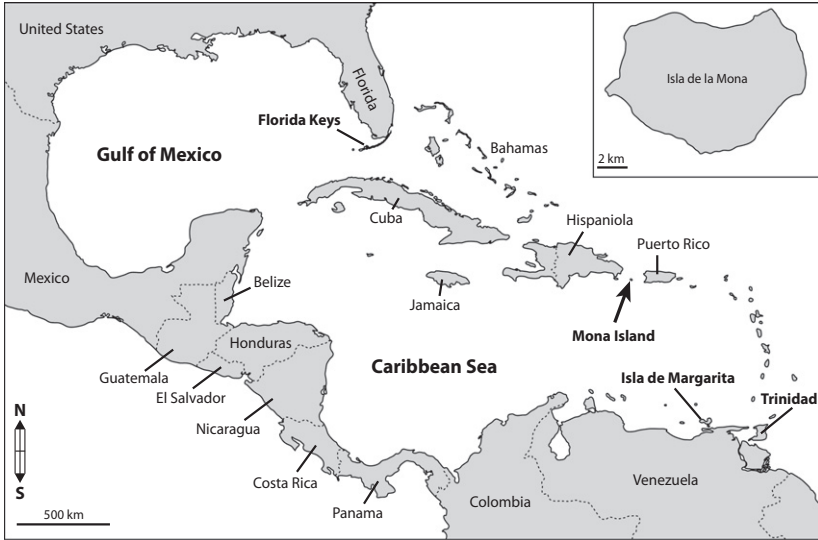 United States
Florida
Florida Keys
Gulf of Mexico
Bahamas
Isla de la Mona
2 km
Cuba
Hispaniola
Puerto Rico
Mexico
Belize
Jamaica
Mona Island
Honduras
Caribbean Sea
Guatemala
El Salvador
Isla de Margarita
Trinidad
Nicaragua
N
S
Costa Rica
Venezuela
Colombia
Panama
500 km